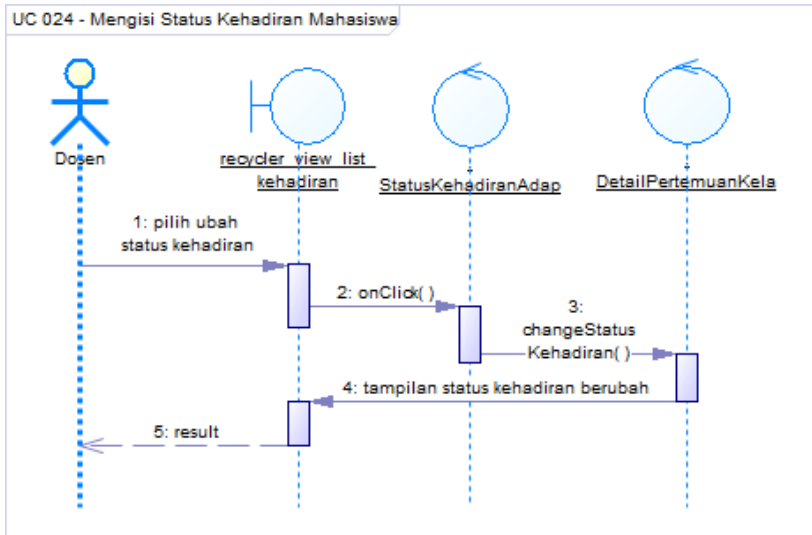 UC 024 - Mengisi Status Kehadiran Mahasiswa
Dosen
recycler_view_list_
kehadiran
:
StatusKehadiranAdap
:
DetailPertemuanKela
1: pilih ubah
status kehadiran
2: onClick( )
3:
changeStatus
Kehadiran( )
4: tampilan status kehadiran berubah
5: result